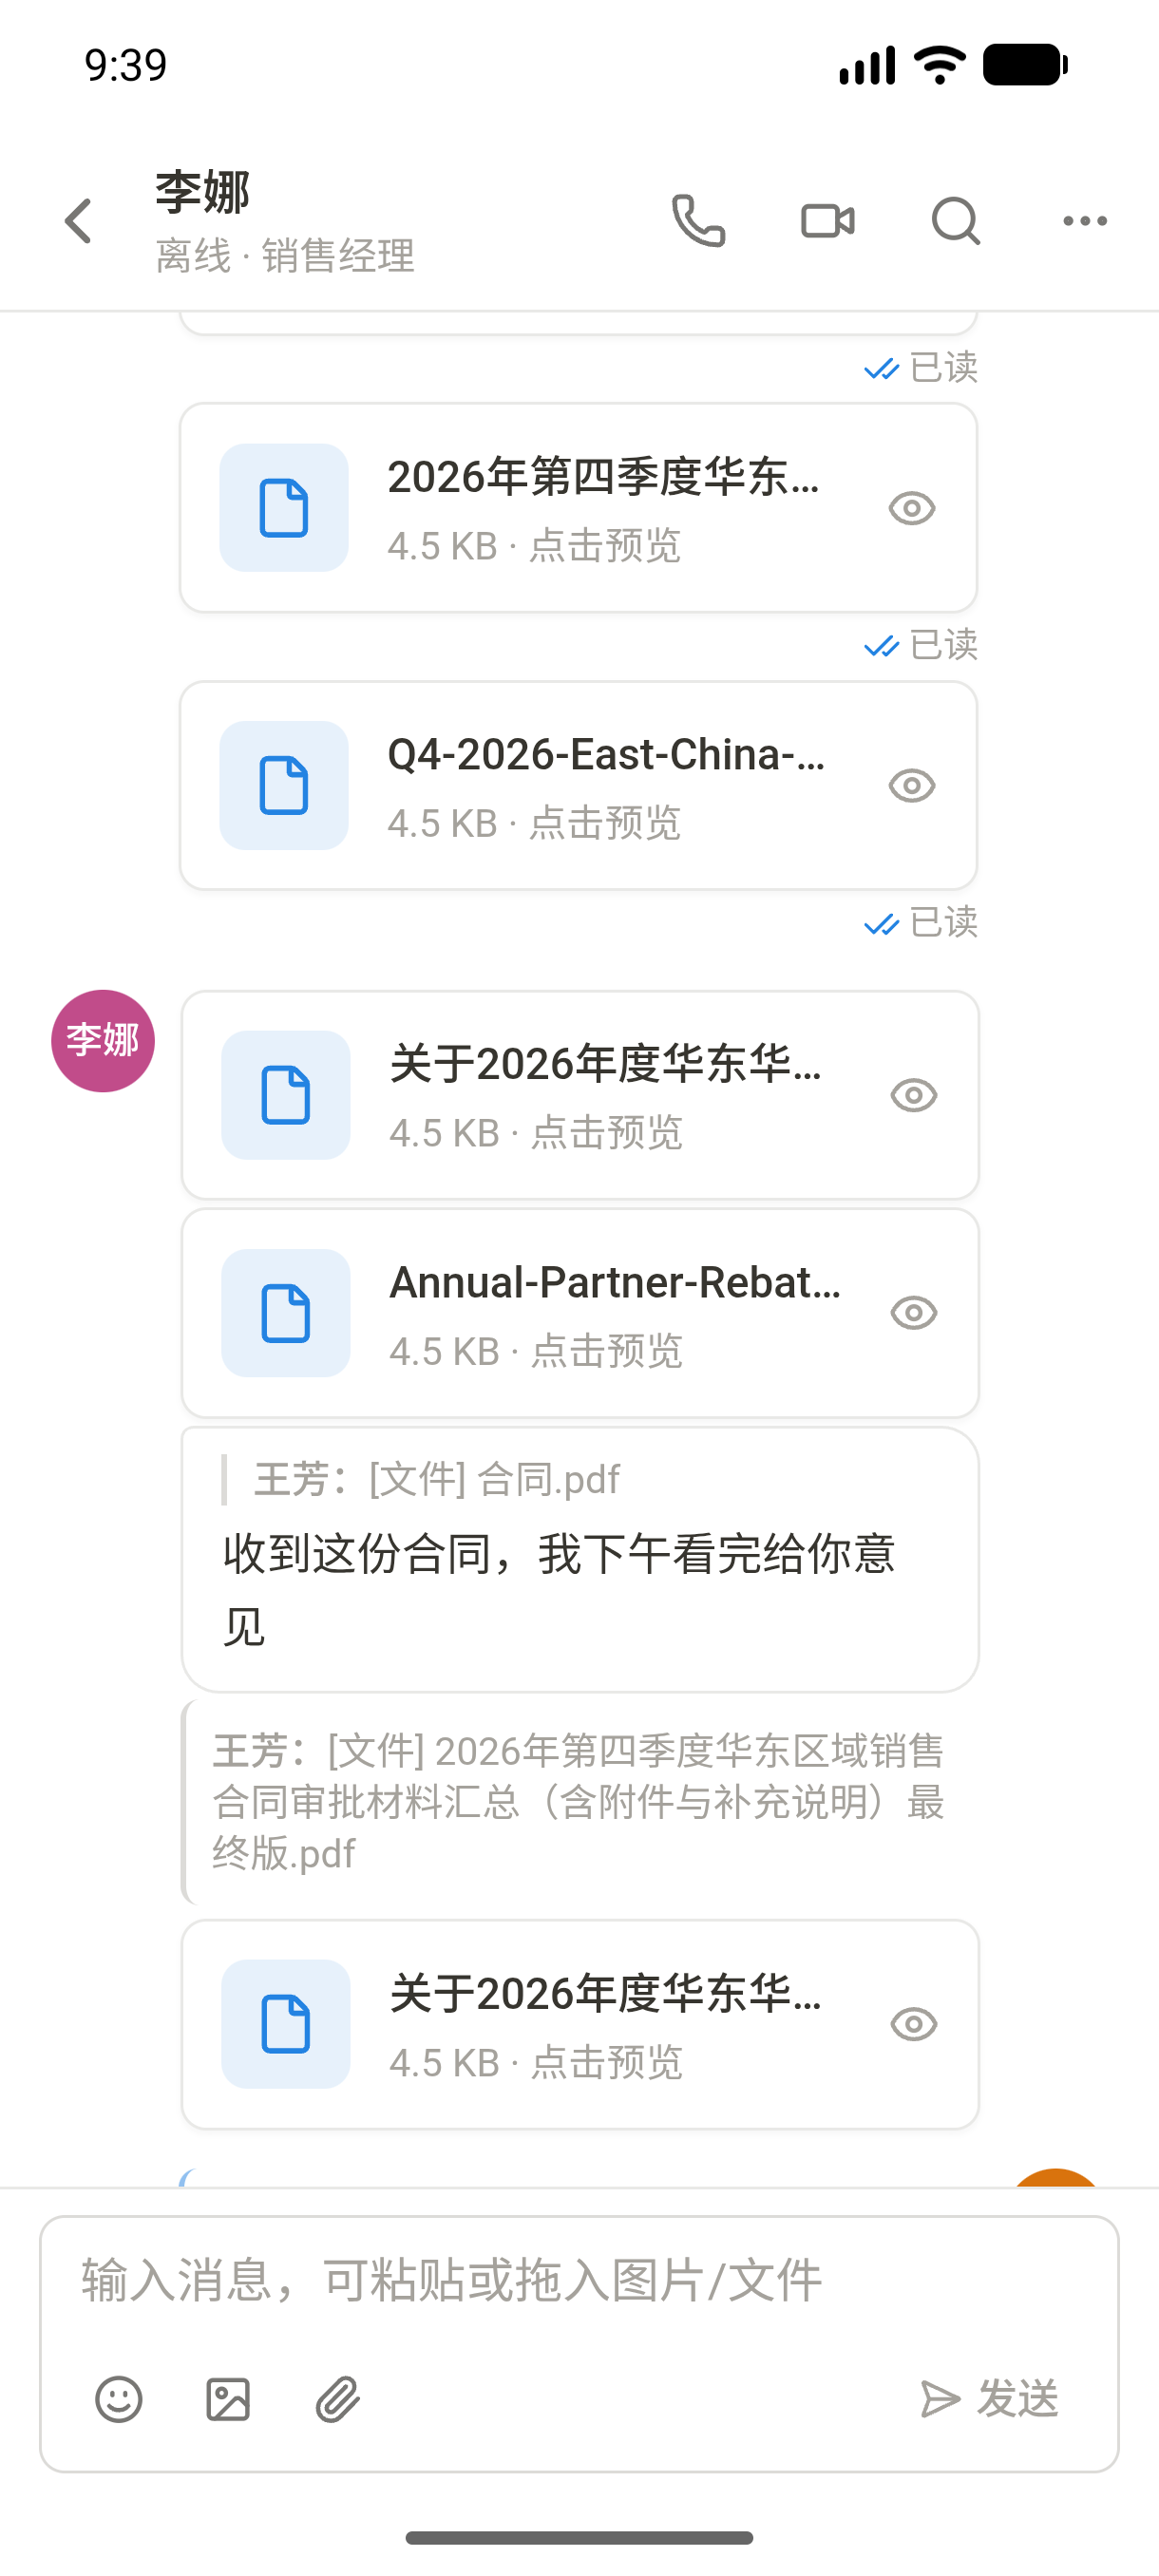 9:39
李娜
离线 · 销售经理
已读
2026年第四季度华东...
4.5 KB · 点击预览
已读
Q4-2026-East-China-...
4.5 KB · 点击预览
已读
李娜
关于2026年度华东华...
4.5 KB · 点击预览
Annual-Partner-Rebat...
4.5 KB · 点击预览
王芳：[文件] 合同.pdf
收到这份合同，我下午看完给你意
见
王芳：[文件] 2026年第四季度华东区域销售
合同审批材料汇总（含附件与补充说明）最
终版.pdf
关于2026年度华东华...
4.5 KB · 点击预览
输入消息，可粘贴或拖入图片/文件
发送